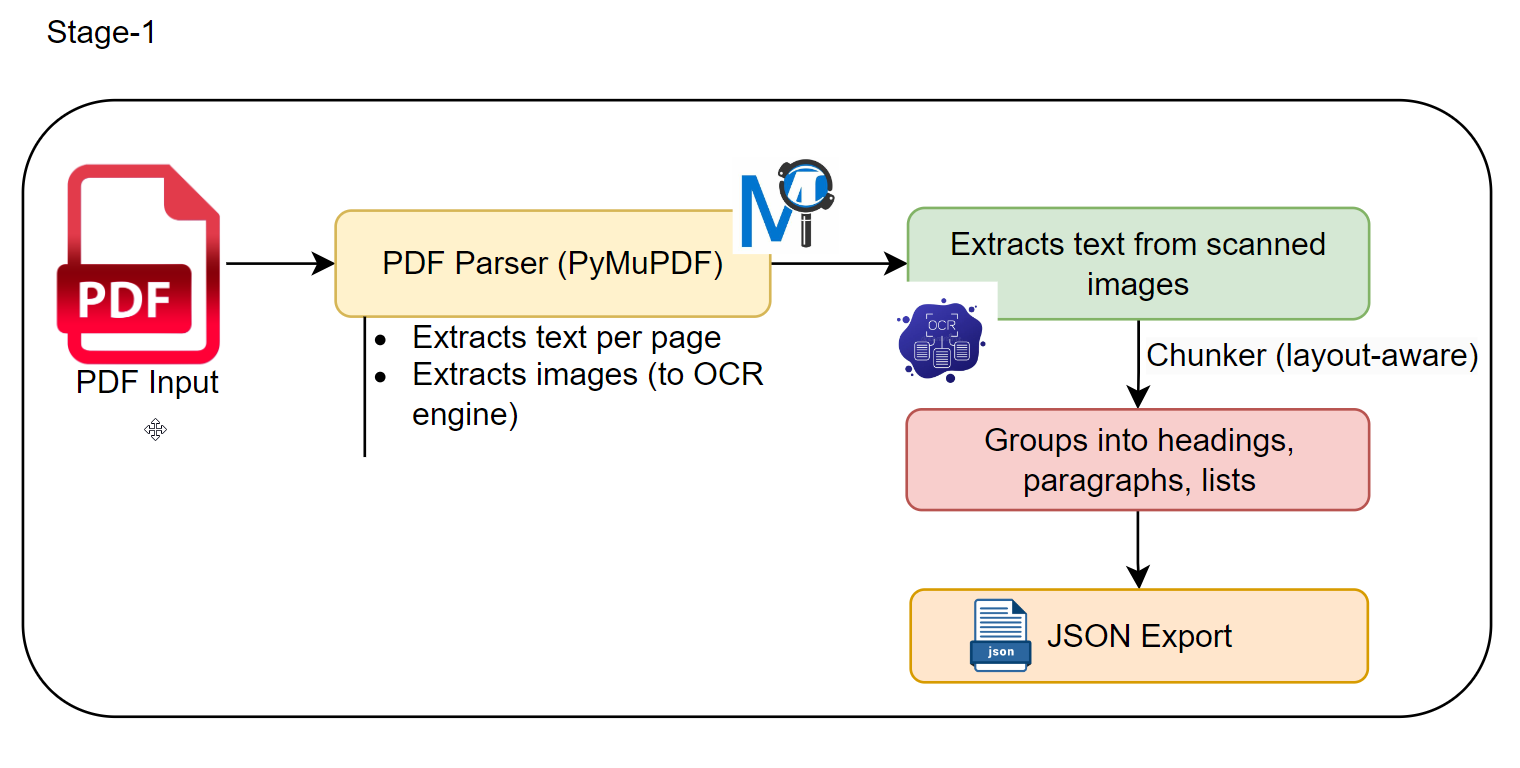 Stage-1
PDF
PDF Input
PDF Parser (PyMuPDF)
M
• Extracts text per page
• Extracts images (to OCR
engine)
Extracts text from scanned
images
OCR
Chunker (layout-aware)
Groups into headings,
paragraphs, lists
json
JSON Export